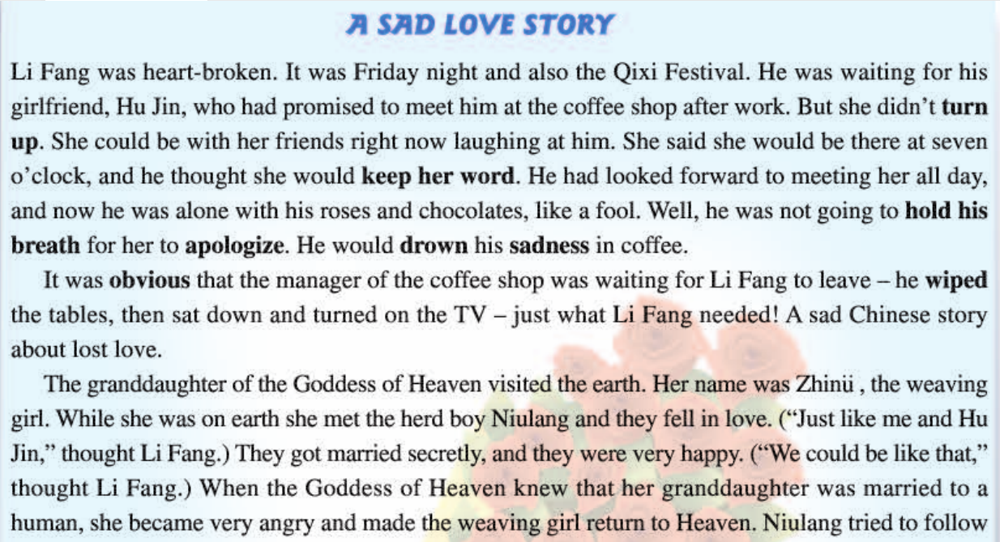 A SAD LOVE STORY
Li Fang was heart-broken. It was Friday night and also the Qixi Festival. He was waiting for his
girlfriend, Hu Jin, who had promised to meet him at the coffee shop after work. But she didn't turn
up. She could be with her friends right now laughing at him. She said she would be there at seven
o'clock, and he thought she would keep her word. He had looked forward to meeting her all day,
and now he was alone with his roses and chocolates, like a fool. Well, he was not going to hold his
breath for her to apologize. He would drown his sadness in coffee.
It was obvious that the manager of the coffee shop was waiting for Li Fang to leave – he wiped
the tables, then sat down and turned on the TV – just what Li Fang needed! A sad Chinese story
about lost love.
The granddaughter of the Goddess of Heaven visited the earth. Her name was Zhinü , the weaving
girl. While she was on earth she met the herd boy Niulang and they fell in love. (“Just like me and Hu
Jin,” thought Li Fang.) They got married secretly, and they were very happy. (“We could be like that,”
thought Li Fang.) When the Goddess of Heaven knew that her granddaughter was married to a
human, she became very angry and made the weaving girl return to Heaven. Niulang tried to follow